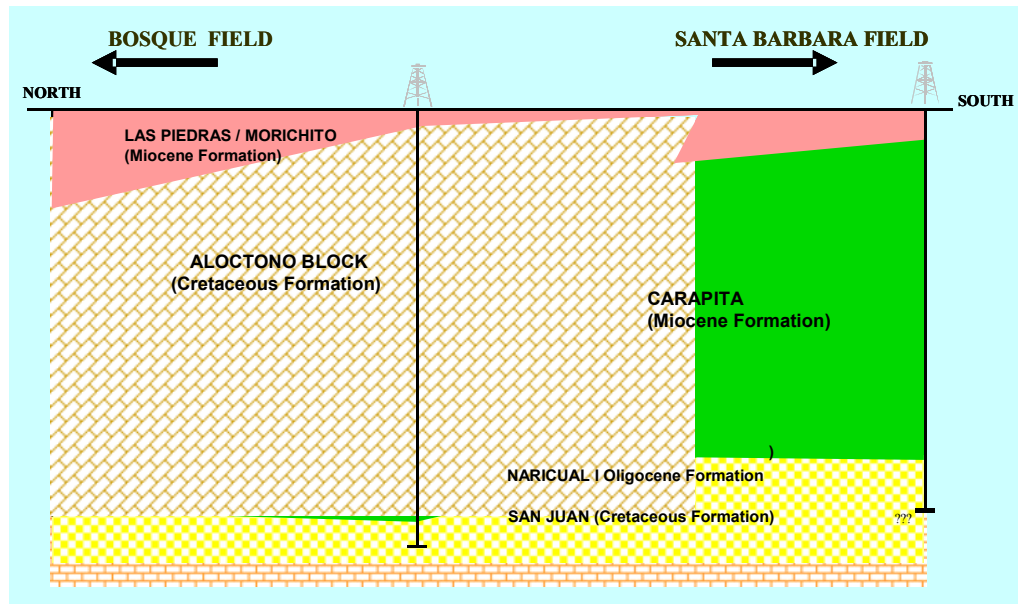 BOSQUE FIELD
SANTA BARBARA FIELD
NORTH
SOUTH
LAS PIEDRAS / MORICHITO
(Miocene Formation)
ALOCTONO BLOCK
(Cretaceous Formation)
CARAPITA
(Miocene Formation)
)
NARICUAL I Oligocene Formation
SAN JUAN (Cretaceous Formation)
???